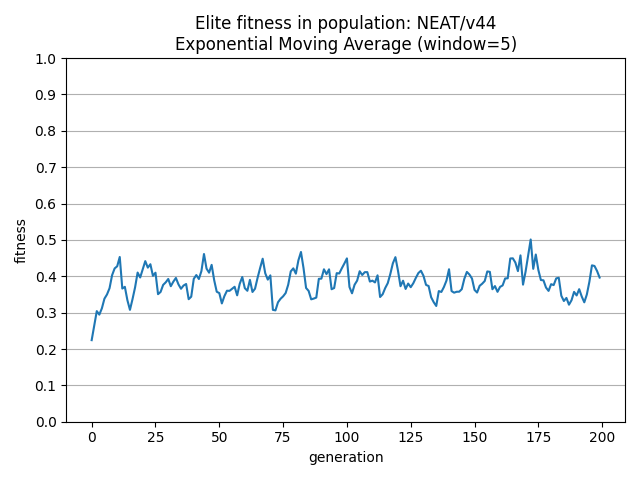 Elite fitness in population: NEAT/v44
Exponential Moving Average (window=5)
1.0
0.9
0.8
0.7
0.6
0.5
0.4
0.3
0.2
0.1
0.0
fitness
0 25 50 75 100 125 150 175 200
generation